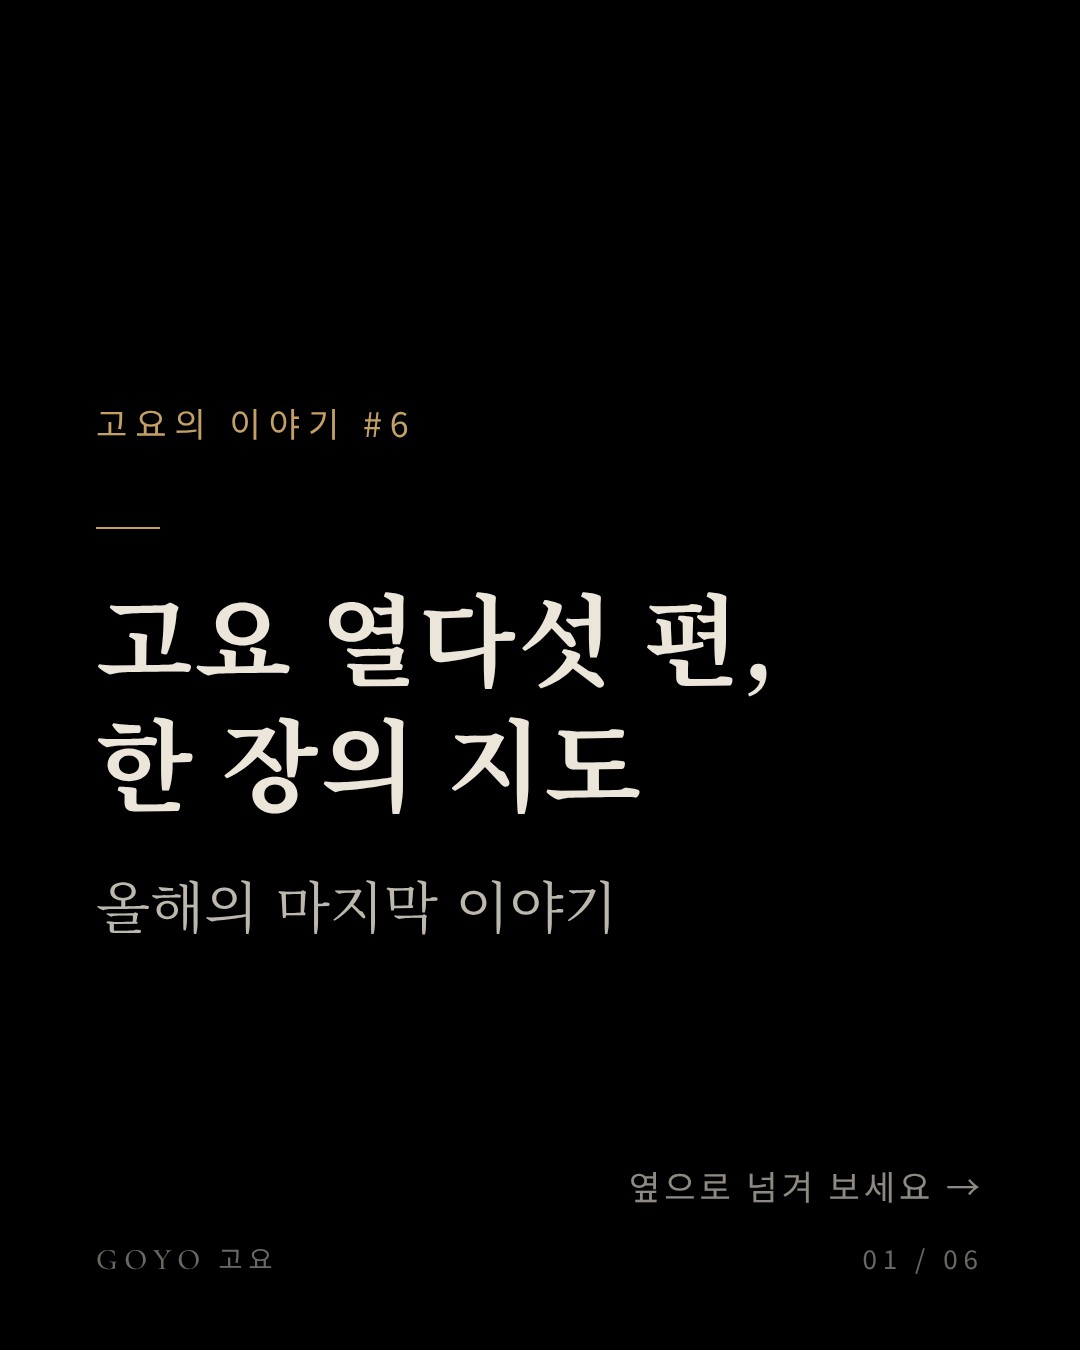 고요의 이야기 #6
고요 열다섯 편,
한 장의 지도
올해의 마지막 이야기
옆으로 넘겨 보세요 →
GOYO 고요
01 / 06